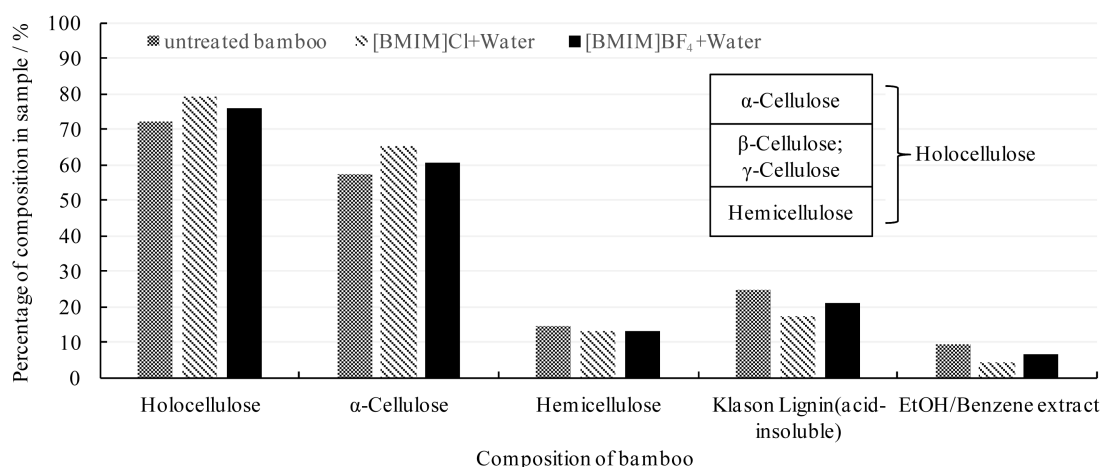 Percentage of composition in sample / %
100
90
80
70
60
50
40
30
20
10
0
untreated bamboo
[BMIM]Cl+Water
[BMIM]BF₄+Water
α-Cellulose
β-Cellulose;
γ-Cellulose
Hemicellulose
Holocellulose
Holocellulose
α-Cellulose
Hemicellulose
Klason Lignin(acid-
insoluble)
EtOH/Benzene extract
Composition of bamboo